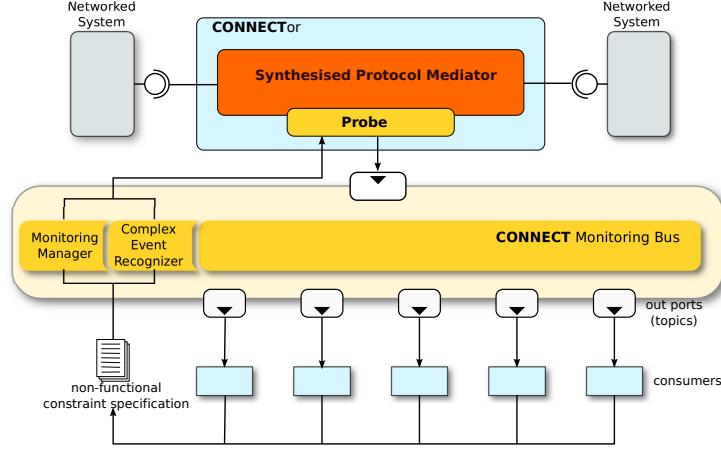 Networked
System
Networked
System
CONNECTor
Synthesised Protocol Mediator
Probe
Monitoring
Manager
Complex
Event
Recognizer
CONNECT Monitoring Bus
out ports
(topics)
non-functional
constraint specification
consumers